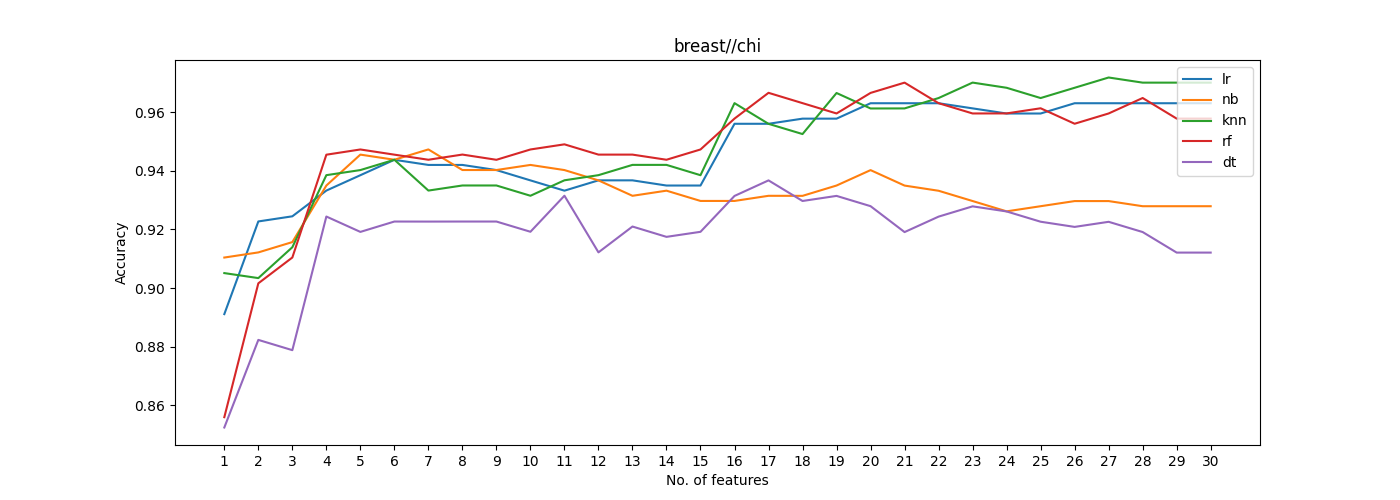 breast//chi
lr
nb
knn
rf
dt
Accuracy
0.96
0.94
0.92
0.90
0.88
0.86
1 2 3 4 5 6 7 8 9 10 11 12 13 14 15 16 17 18 19 20 21 22 23 24 25 26 27 28 29 30
No. of features